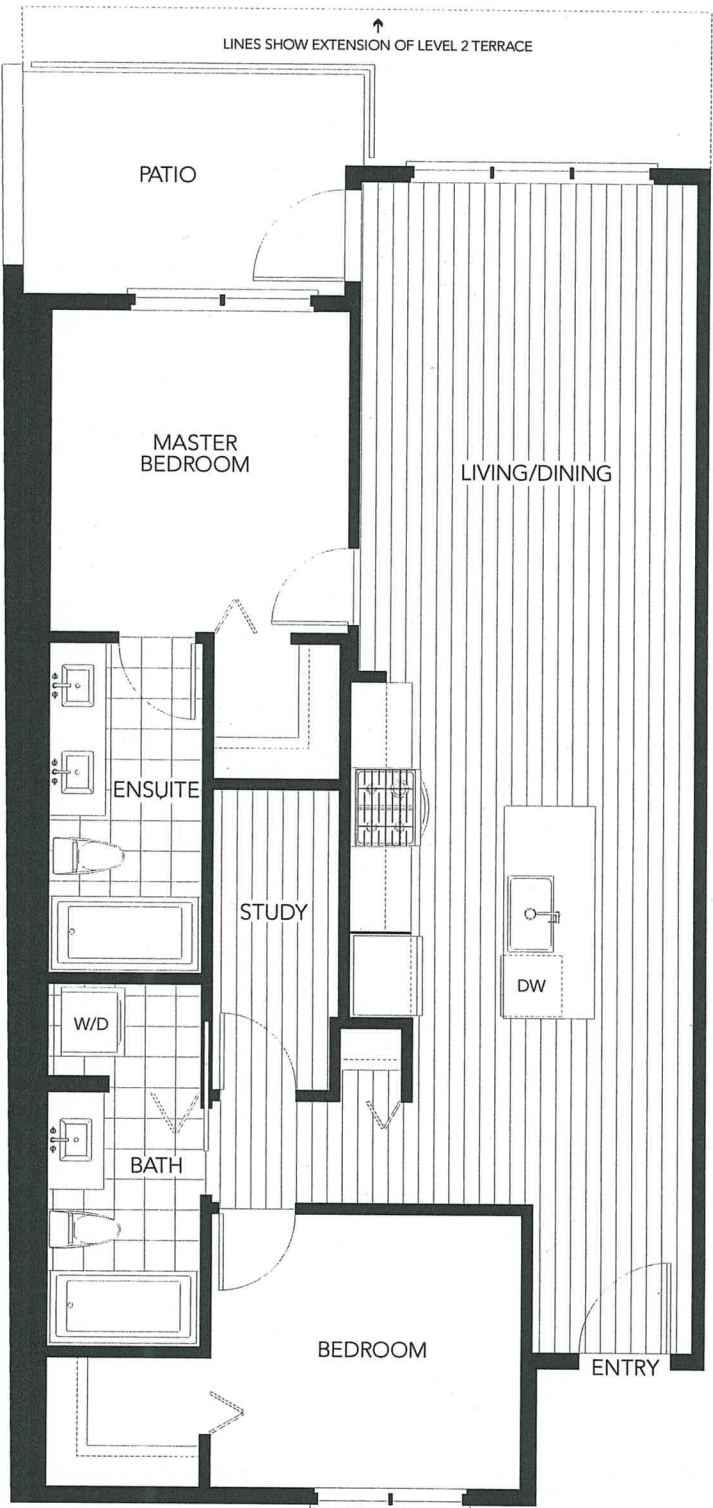 LINES SHOW EXTENSION OF LEVEL 2 TERRACE
PATIO
MASTER
BEDROOM
LIVING/DINING
ENSUITE
STUDY
DW
W/D
BATH
BEDROOM
ENTRY